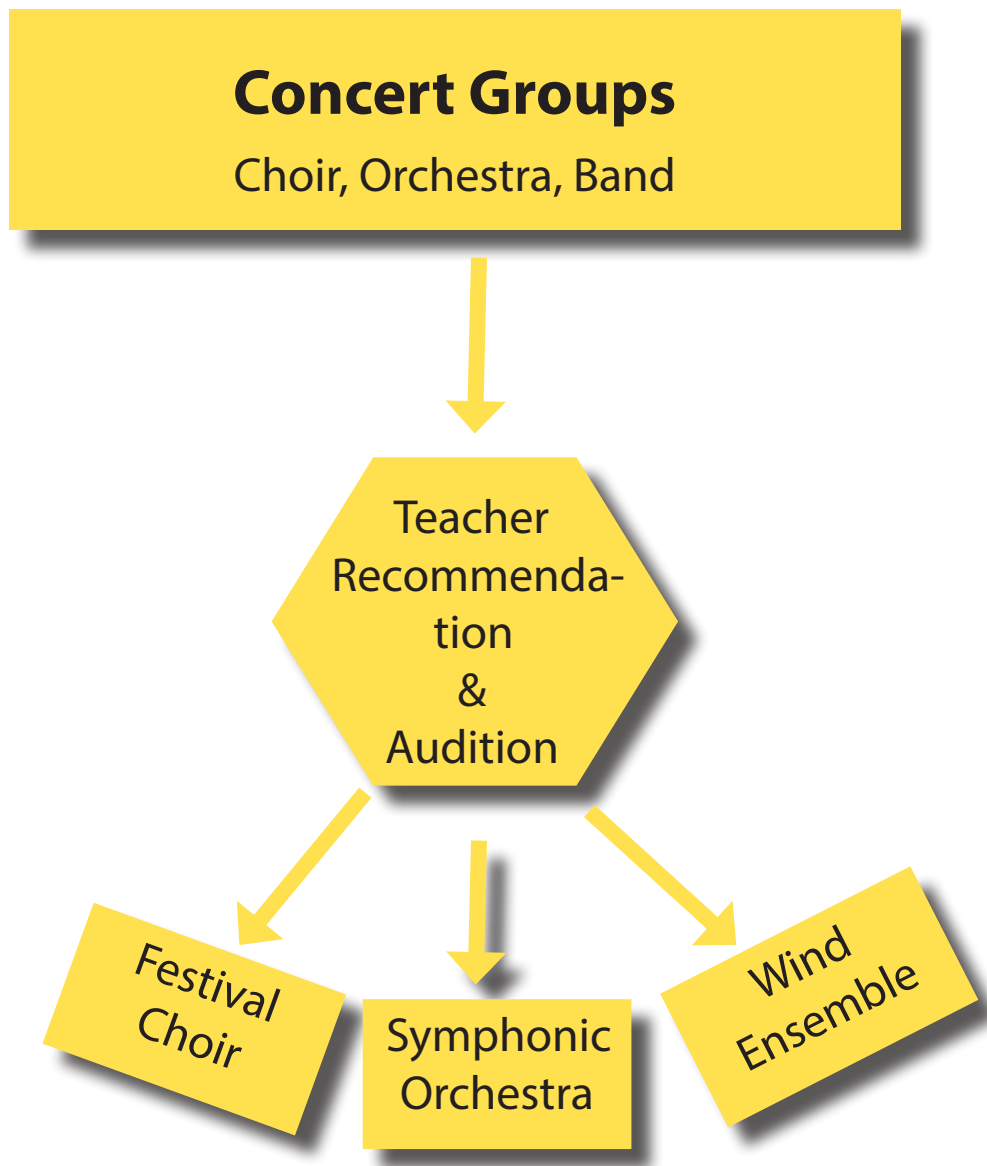 Concert Groups
Choir, Orchestra, Band
Teacher
Recommenda-
tion
&
Audition
Festival
Choir
Symphonic
Orchestra
Wind
Ensemble